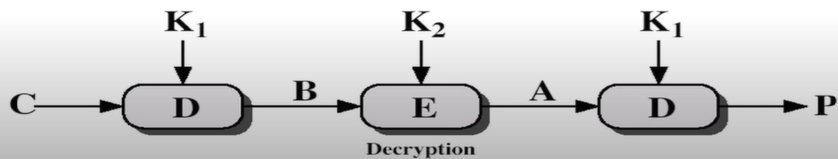 K₁ K₂ K₁
C D B E A D P
Decryption